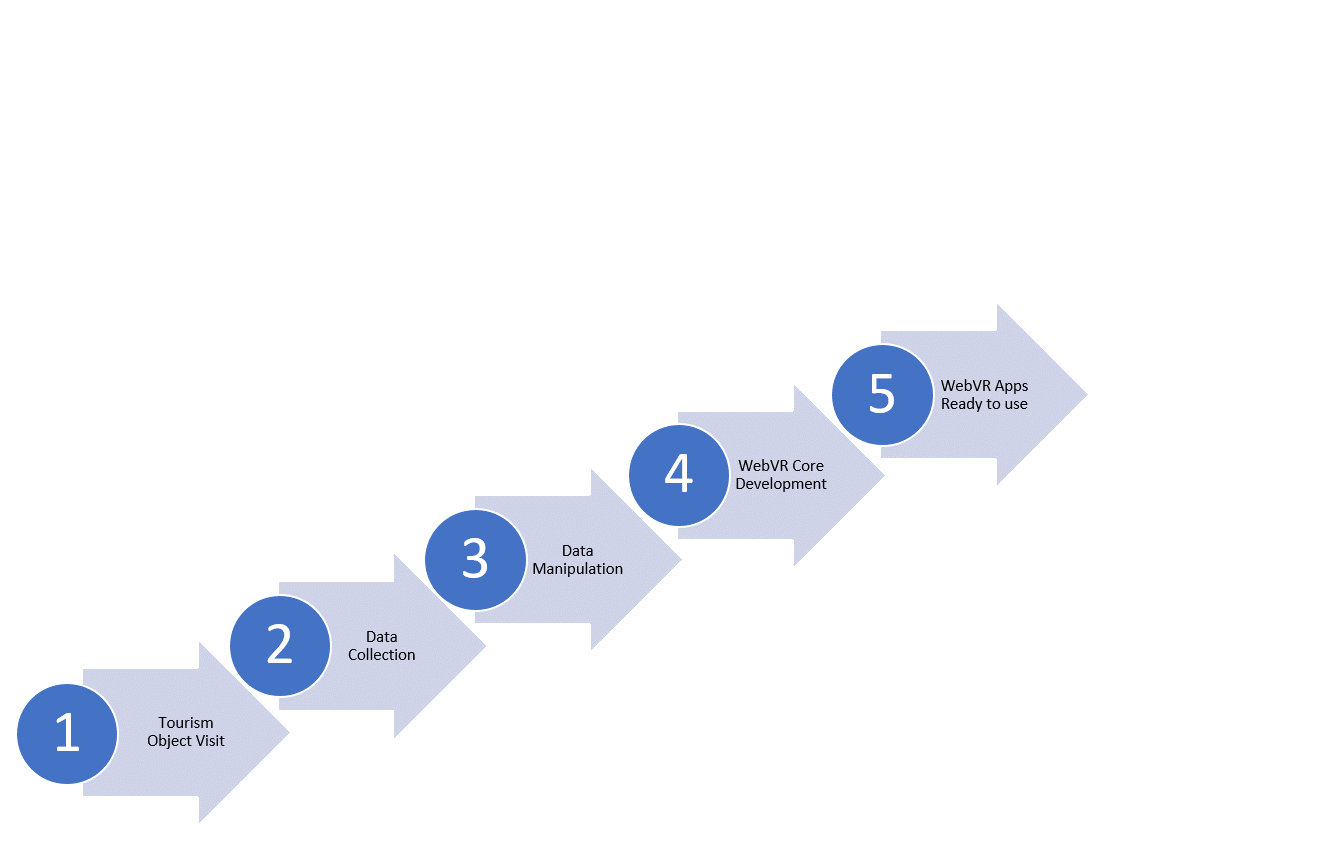 1
Tourism
Object Visit
2
Data
Collection
3
Data
Manipulation
4
WebVR Core
Development
5
WebVR Apps
Ready to use